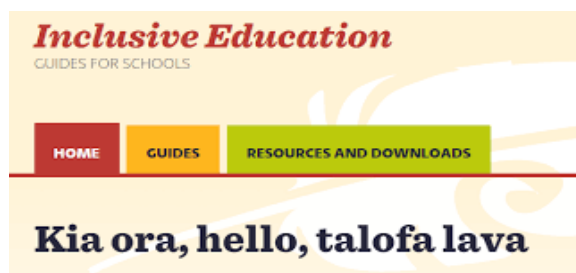 Inclusive Education
GUIDES FOR SCHOOLS
HOME GUIDES RESOURCES AND DOWNLOADS
Kia ora, hello, talofa lava